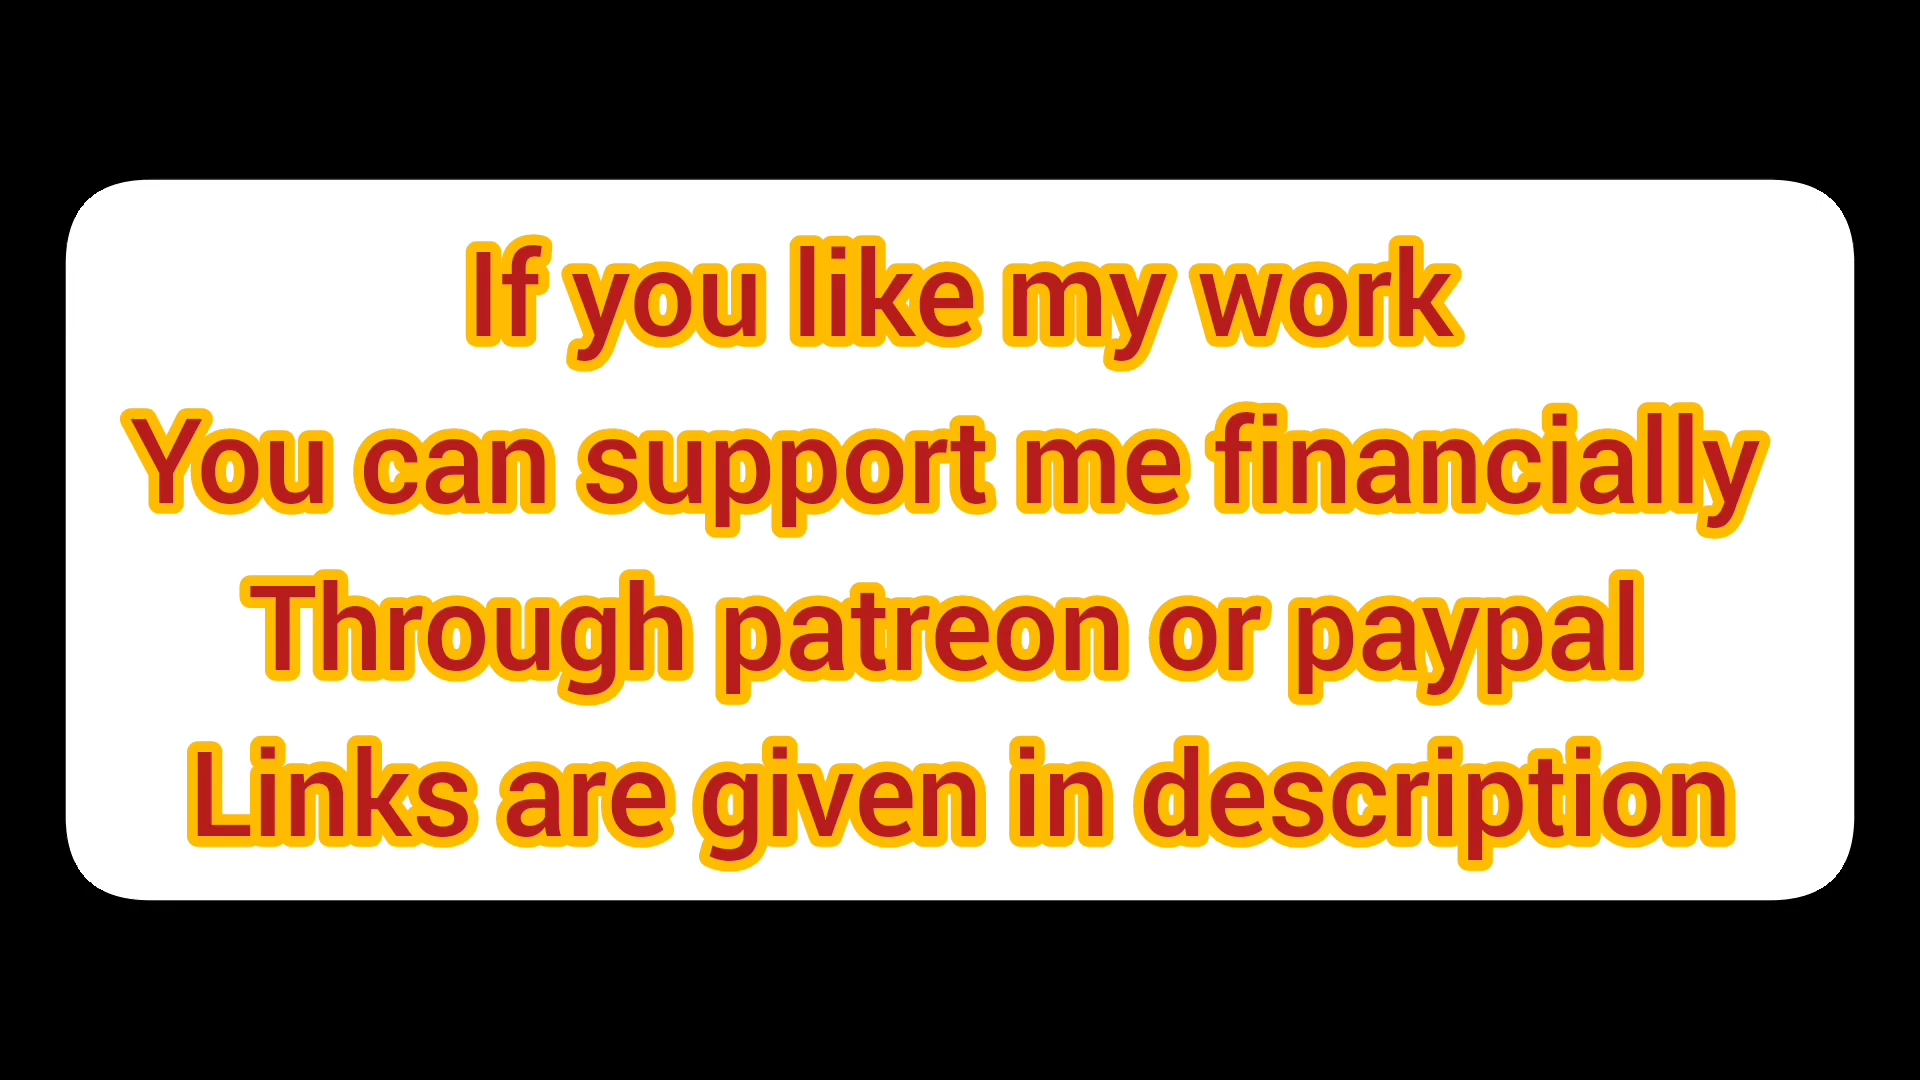 If you like my work
You can support me financially
Through patreon or paypal
Links are given in description